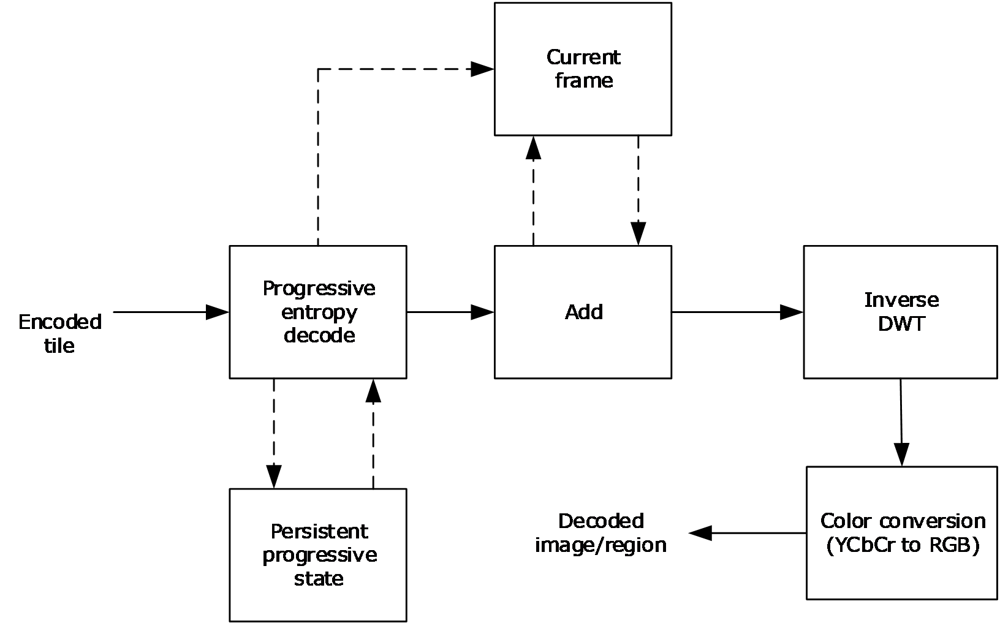 Current
frame
Encoded
tile
Progressive
entropy
decode
Add
Inverse
DWT
Persistent
progressive
state
Decoded
image/region
Color conversion
(YCbCr to RGB)